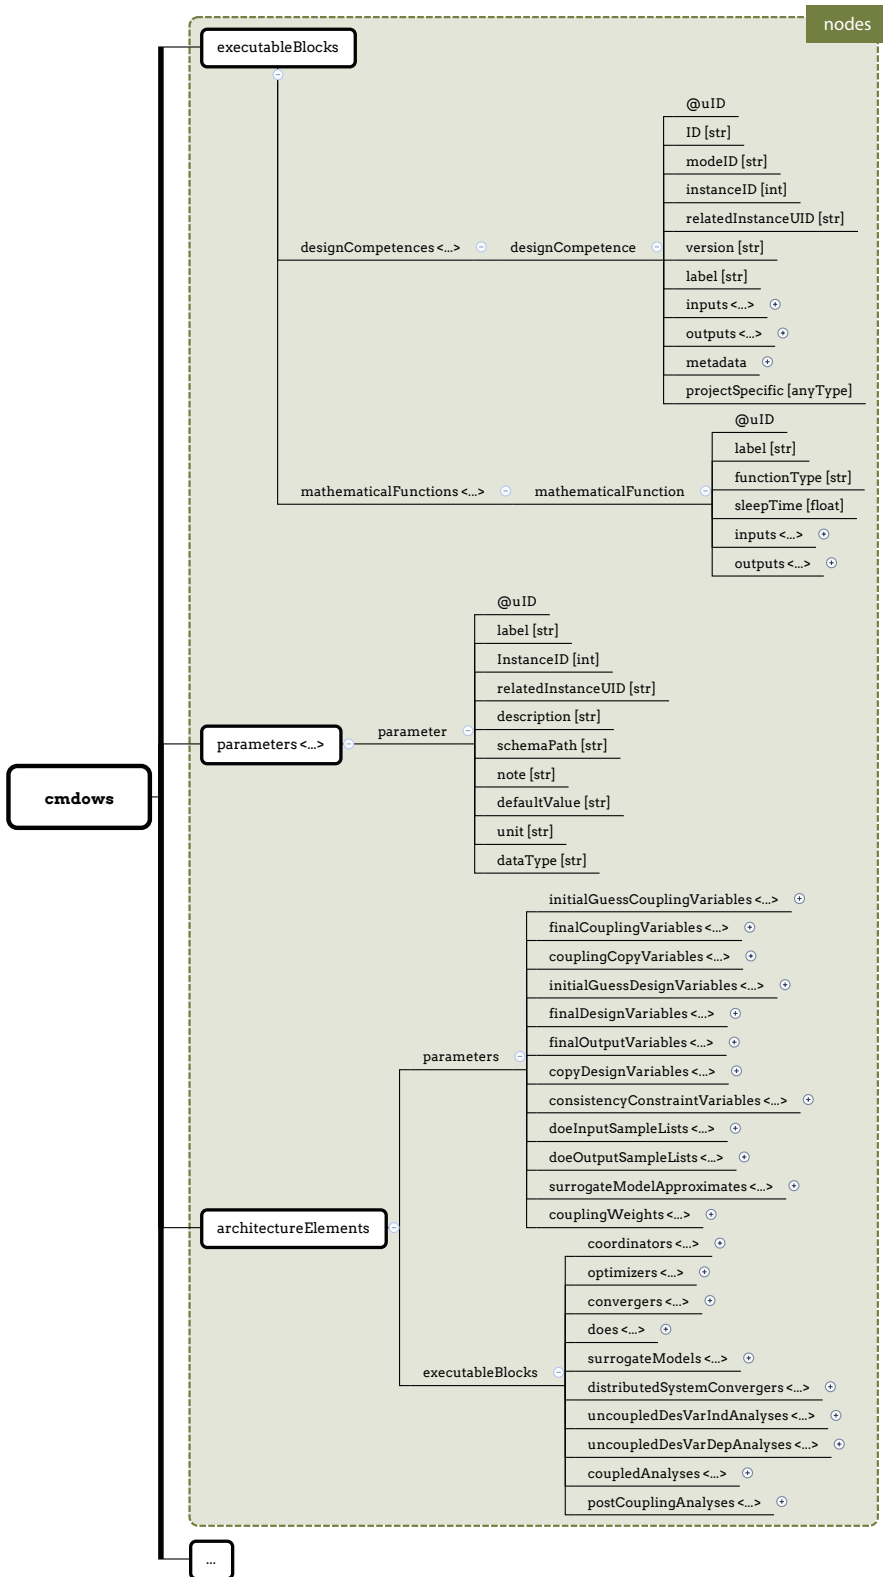 nodes
executableBlocks
@uID
ID [str]
modeID [str]
instanceID [int]
relatedInstanceUID [str]
designCompetences <...>
designCompetence
version [str]
label [str]
inputs <...>
outputs <...>
metadata
projectSpecific [anyType]
@uID
label [str]
functionType [str]
mathematicalFunctions <...>
mathematicalFunction
sleepTime [float]
inputs <...>
outputs <...>
@uID
label [str]
InstanceID [int]
relatedInstanceUID [str]
description [str]
parameters <...>
parameter
schemaPath [str]
note [str]
defaultValue [str]
unit [str]
dataType [str]
cmdows
initialGuessCouplingVariables <...>
finalCouplingVariables <...>
couplingCopyVariables <...>
initialGuessDesignVariables <...>
finalDesignVariables <...>
finalOutputVariables <...>
parameters
copyDesignVariables <...>
consistencyConstraintVariables <...>
doeInputSampleLists <...>
doeOutputSampleLists <...>
surrogateModelApproximates <...>
couplingWeights <...>
architectureElements
coordinators <...>
optimizers <...>
convergers <...>
does <...>
surrogateModels <...>
executableBlocks
distributedSystemConvergers <...>
uncoupledDesVarIndAnalyses <...>
uncoupledDesVarDepAnalyses <...>
coupledAnalyses <...>
postCouplingAnalyses <...>
...